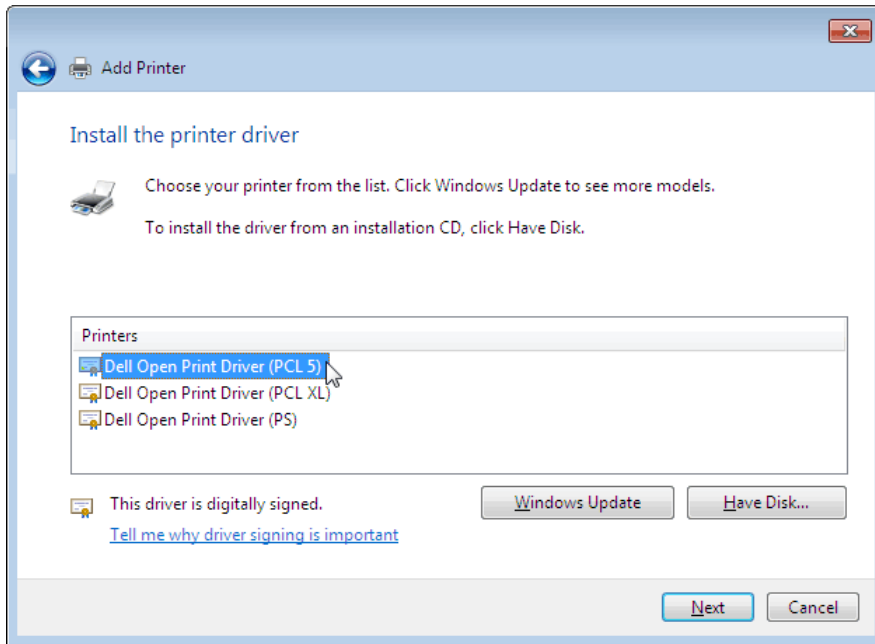 Add Printer
Install the printer driver
Choose your printer from the list. Click Windows Update to see more models.
To install the driver from an installation CD, click Have Disk.
Printers
Dell Open Print Driver (PCL 5)
Dell Open Print Driver (PCL XL)
Dell Open Print Driver (PS)
This driver is digitally signed.
Windows Update
Have Disk...
Tell me why driver signing is important
Next
Cancel